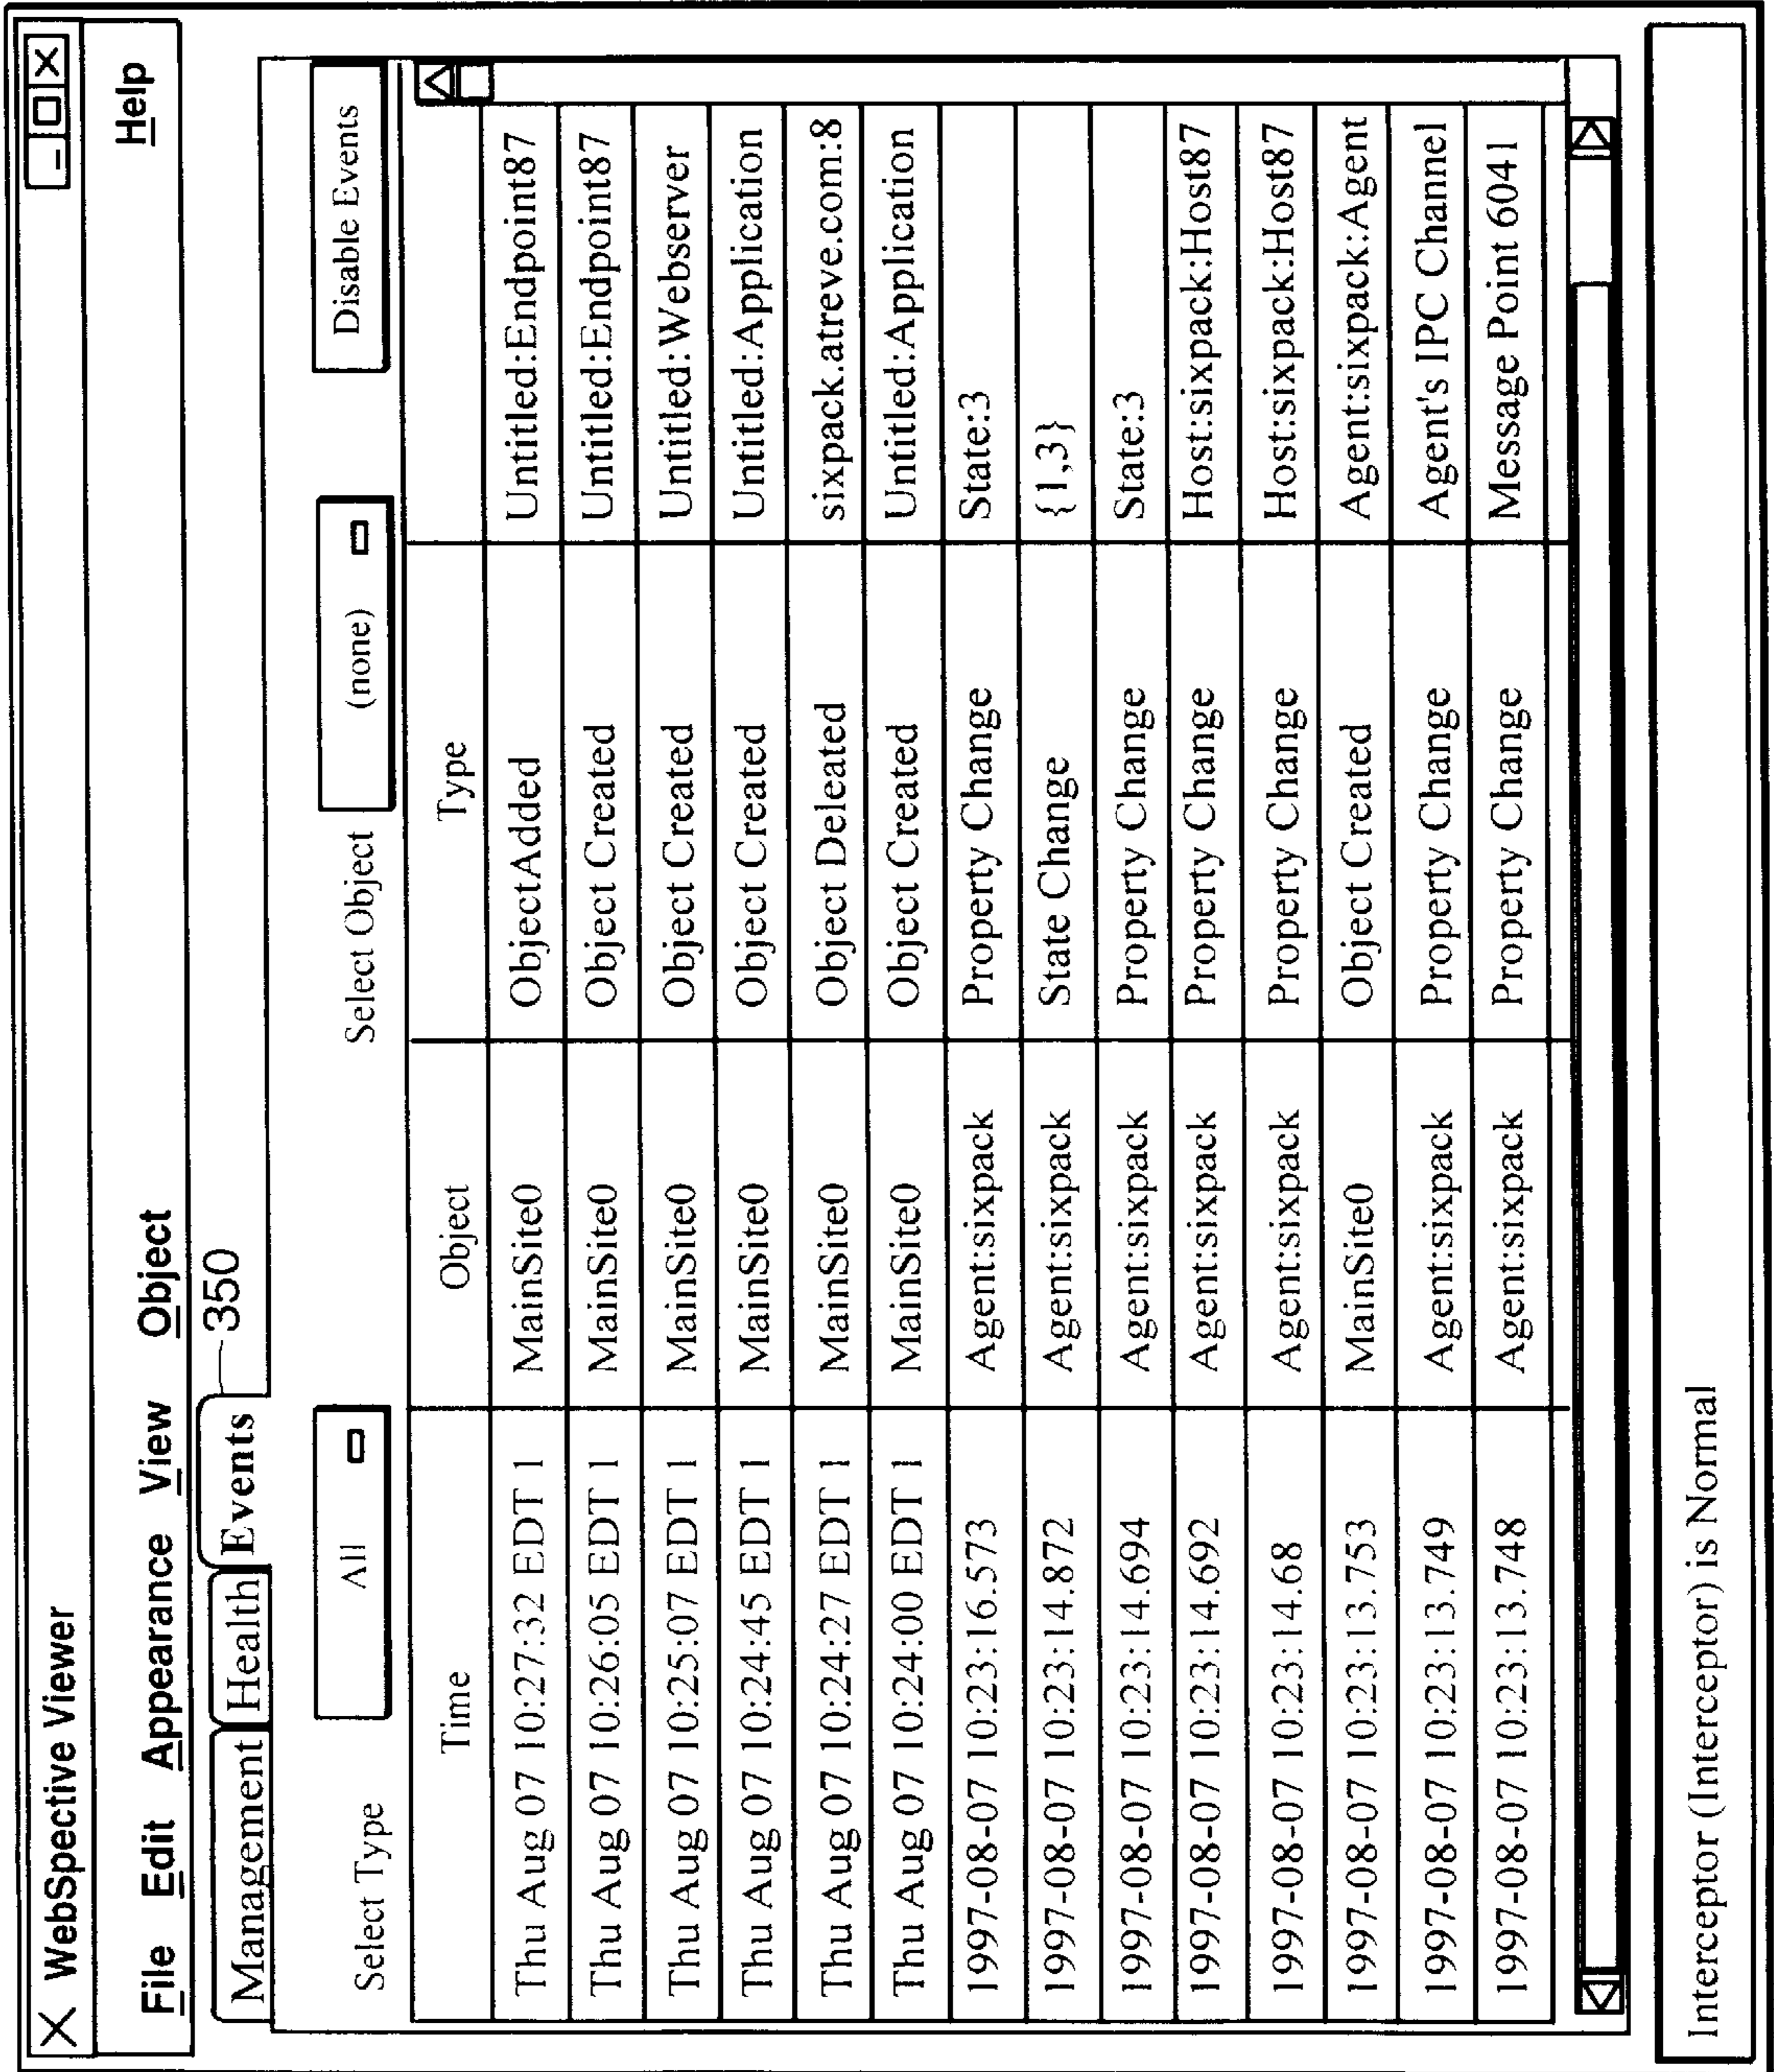 X WebSpective Viewer
File Edit Appearance View Object Help
Management Health Events 350
Select Type All Select Object (none) Disable Events
Time Object Type
Thu Aug 07 10:27:32 EDT 1 MainSite0 ObjectAdded Untitled:Endpoint87
Thu Aug 07 10:26:05 EDT 1 MainSite0 Object Created Untitled:Endpoint87
Thu Aug 07 10:25:07 EDT 1 MainSite0 Object Created Untitled:Webserver
Thu Aug 07 10:24:45 EDT 1 MainSite0 Object Created Untitled:Application
Thu Aug 07 10:24:27 EDT 1 MainSite0 Object Deleated sixpack.atreve.com:8
Thu Aug 07 10:24:00 EDT 1 MainSite0 Object Created Untitled:Application
1997-08-07 10:23:16.573 Agent:sixpack Property Change State:3
1997-08-07 10:23:14.872 Agent:sixpack State Change {1,3}
1997-08-07 10:23:14.694 Agent:sixpack Property Change State:3
1997-08-07 10:23:14.692 Agent:sixpack Property Change Host:sixpack:Host87
1997-08-07 10:23:14.68 Agent:sixpack Property Change Host:sixpack:Host87
1997-08-07 10:23:13.753 MainSite0 Object Created Agent:sixpack:Agent
1997-08-07 10:23:13.749 Agent:sixpack Property Change Agent's IPC Channel
1997-08-07 10:23:13.748 Agent:sixpack Property Change Message Point 6041
Interceptor (Interceptor) is Normal